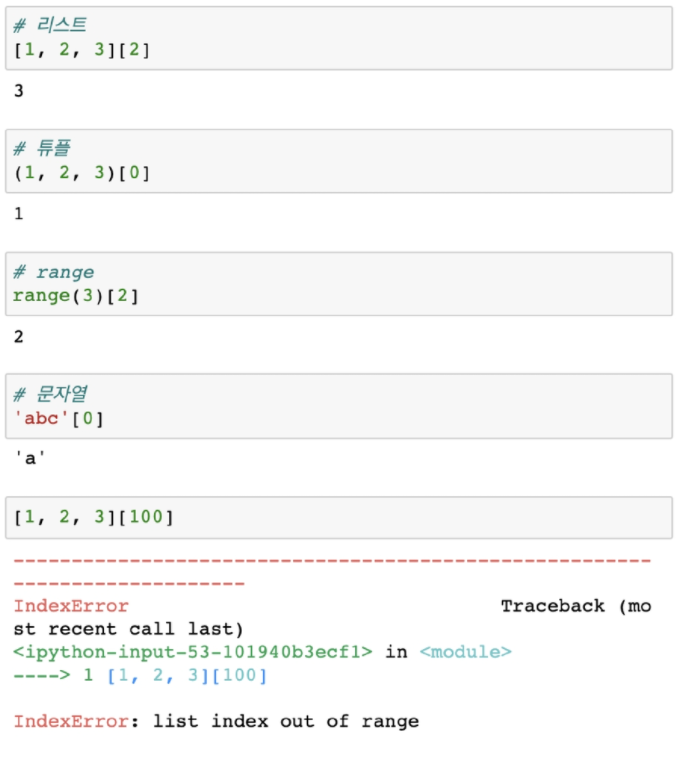 # 리스트
[1, 2, 3][2]
3
# 튜플
(1, 2, 3)[0]
1
# range
range(3)[2]
2
# 문자열
'abc'[0]
'a'
[1, 2, 3][100]
-------------------------------------------------------
--------------------
IndexError                                Traceback (mo
st recent call last)
<ipython-input-53-101940b3ecf1> in <module>
----> 1 [1, 2, 3][100]
IndexError: list index out of range